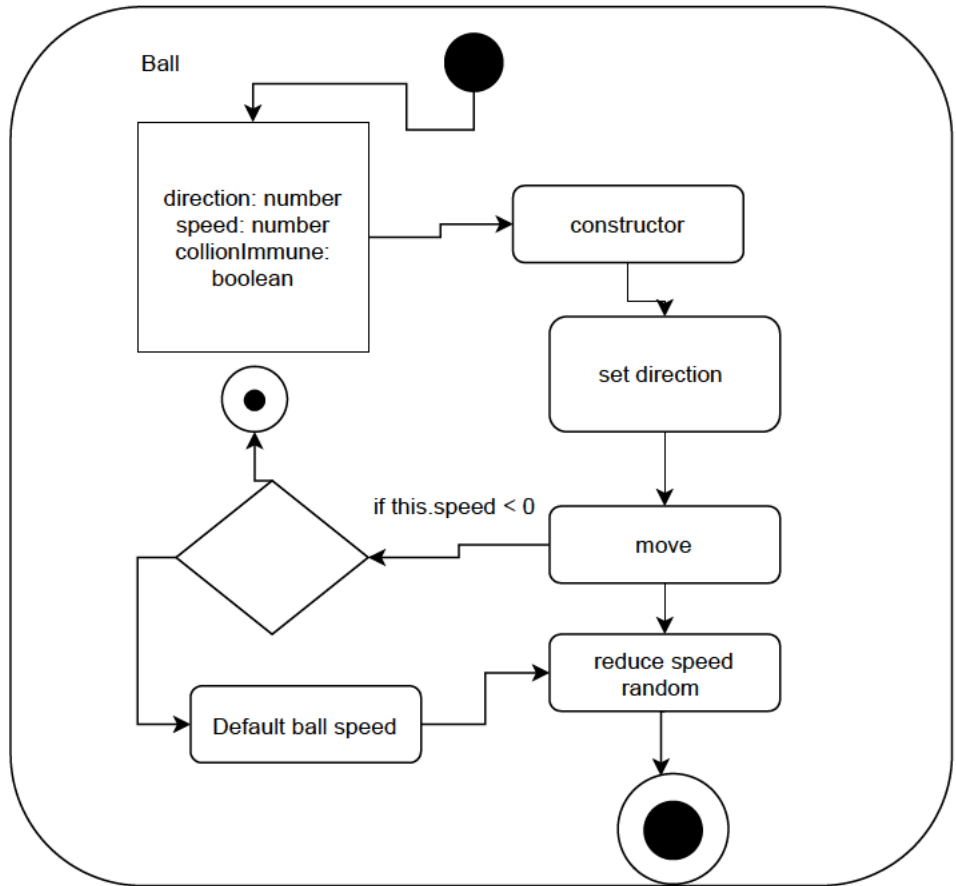 Ball
direction: number
speed: number
collionImmune:
boolean
constructor
set direction
if this.speed < 0
move
reduce speed
random
Default ball speed